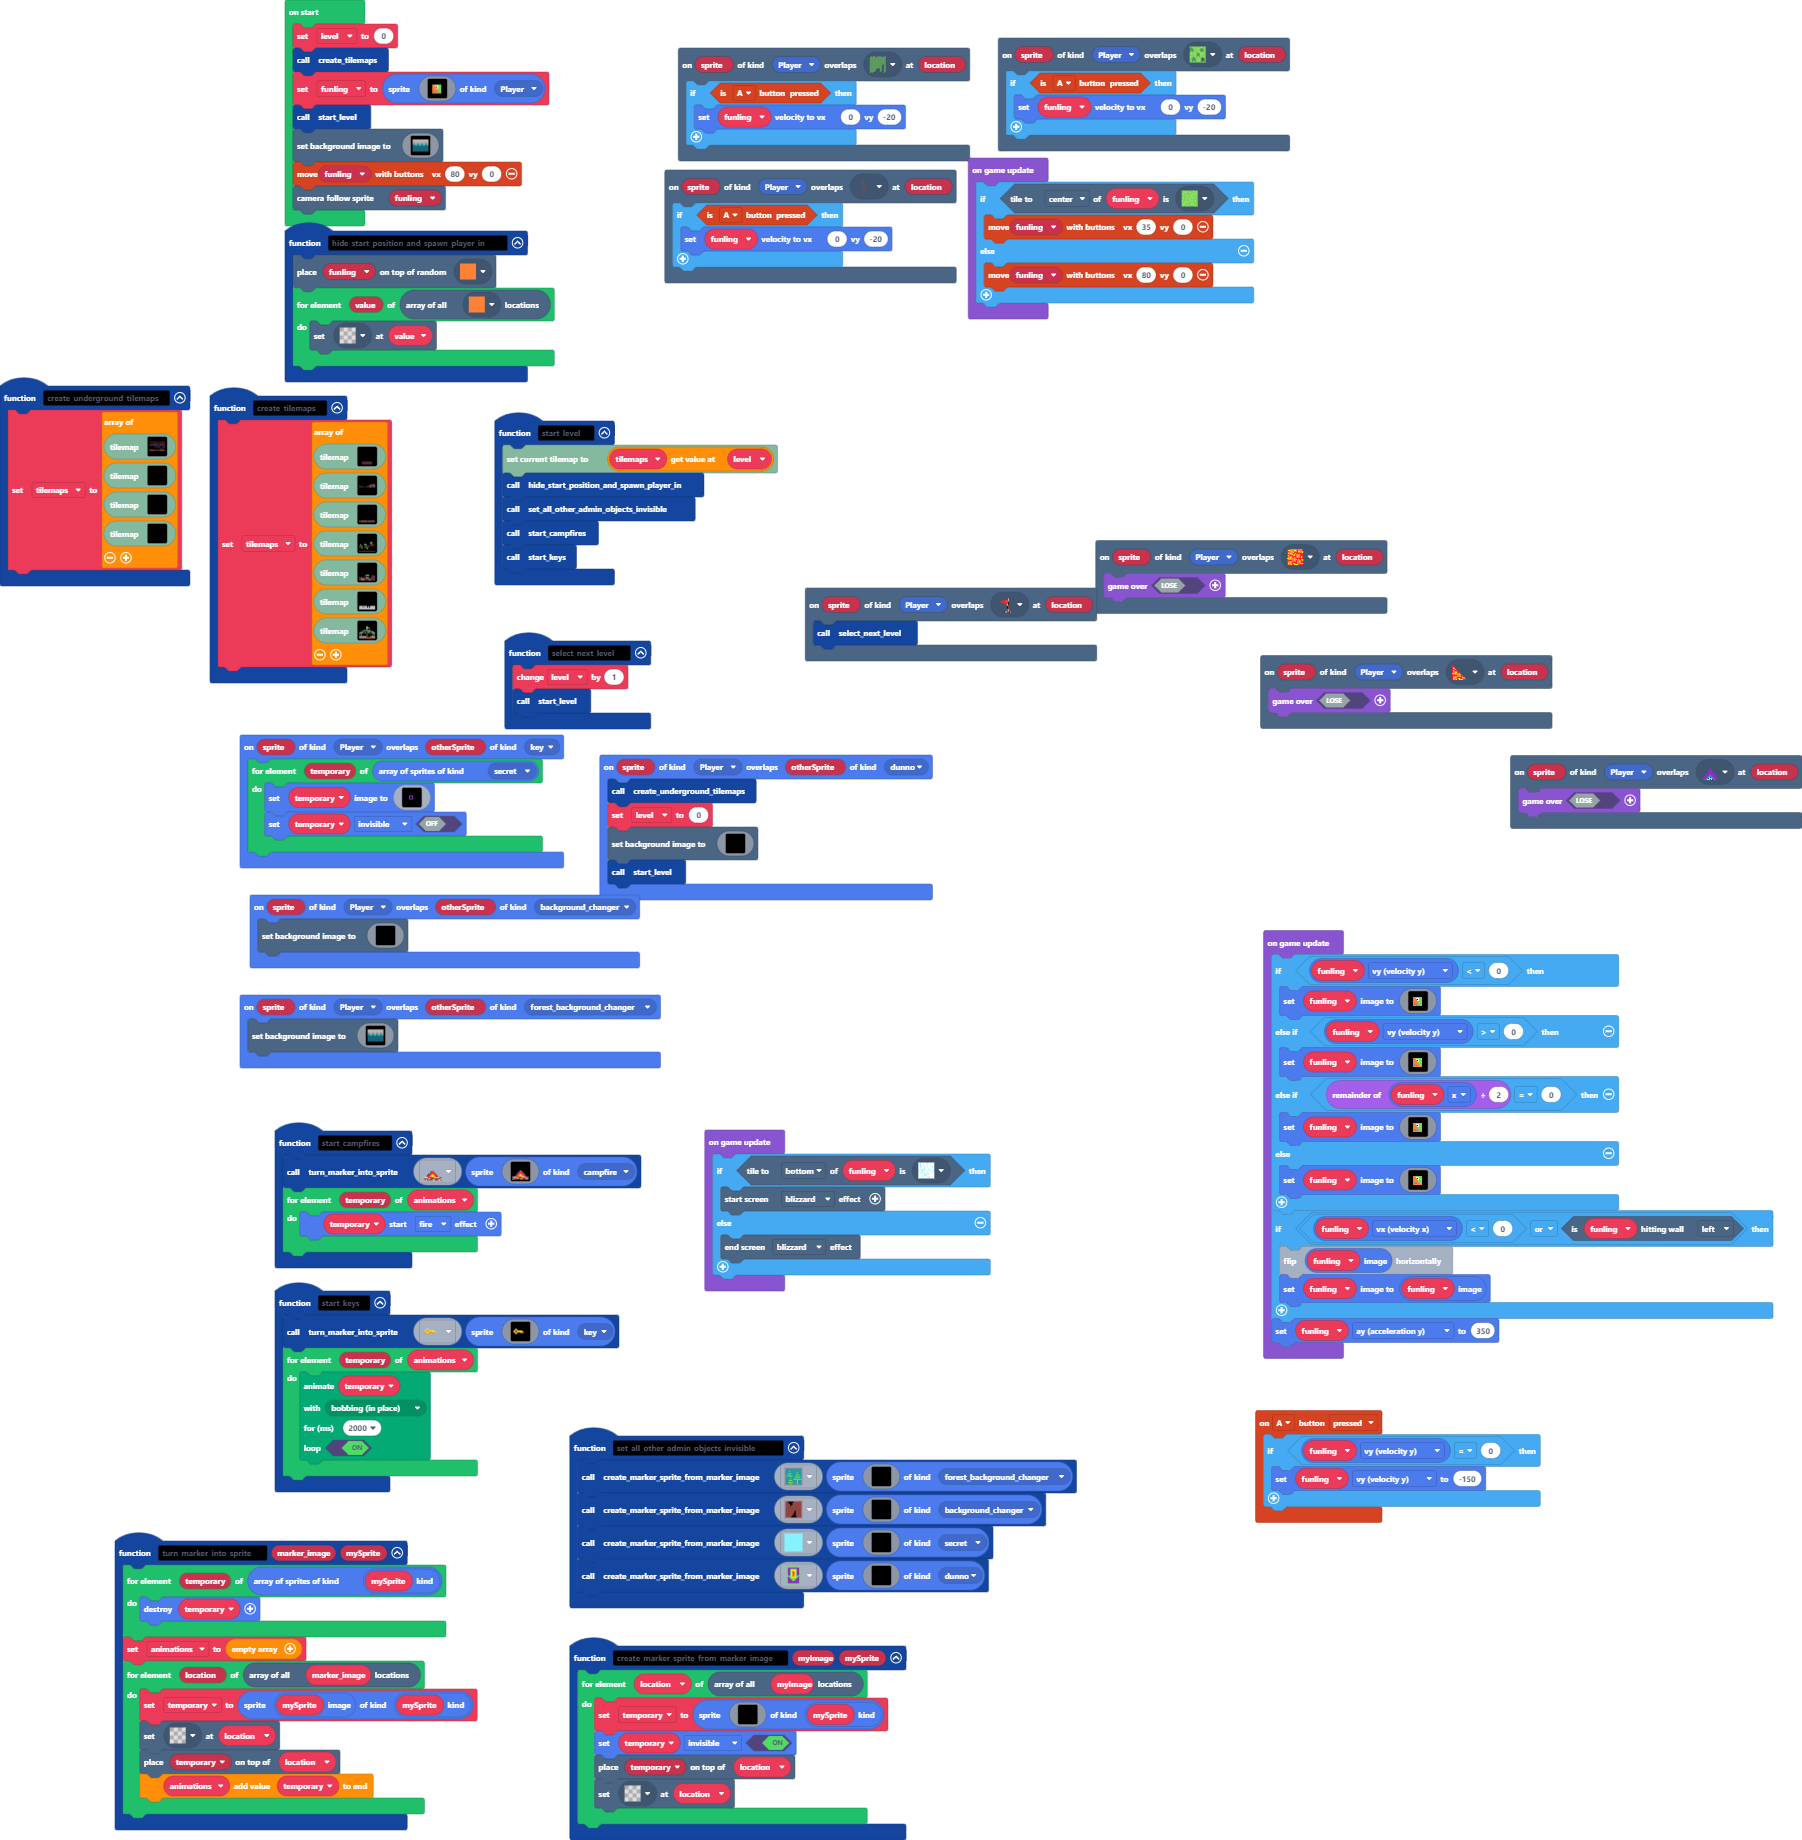 on start
set level to 0
call create_tilemaps
set funling to sprite of kind Player
call start_level
set background image to
move funling with buttons vx 80 vy 0
camera follow sprite funling
function hide start position and spawn player in
place funling on top of random
for element value of array of all locations
do
set at value
on sprite of kind Player overlaps at location
if is A button pressed then
set funling velocity to vx 0 vy -20
on sprite of kind Player overlaps at location
if is A button pressed then
set funling velocity to vx 0 vy -20
on sprite of kind Player overlaps at location
if is A button pressed then
set funling velocity to vx 0 vy -20
on game update
if tile to center of funling is then
move funling with buttons vx 35 vy 0
else
move funling with buttons vx 80 vy 0
function create underground tilemaps
array of
tilemap
tilemap
set tilemaps to
tilemap
tilemap
function create tilemaps
array of
tilemap
tilemap
tilemap
set tilemaps to
tilemap
tilemap
tilemap
tilemap
function start level
set current tilemap to tilemaps get value at level
call hide_start_position_and_spawn_player_in
call set_all_other_admin_objects_invisible
call start_campfires
call start_keys
function select next level
change level by 1
call start_level
on sprite of kind Player overlaps at location
call select_next_level
on sprite of kind Player overlaps at location
game over LOSE
on sprite of kind Player overlaps at location
game over LOSE
on sprite of kind Player overlaps at location
game over LOSE
on sprite of kind Player overlaps otherSprite of kind key
for element temporary of array of sprites of kind secret
do
set temporary image to
set temporary invisible OFF
on sprite of kind Player overlaps otherSprite of kind dunno
call create_underground_tilemaps
set level to 0
set background image to
call start_level
on sprite of kind Player overlaps otherSprite of kind background_changer
set background image to
on sprite of kind Player overlaps otherSprite of kind forest_background_changer
set background image to
on game update
if funling vy (velocity y) < 0 then
set funling image to
else if funling vy (velocity y) > 0 then
set funling image to
else if remainder of funling x ÷ 2 = 0 then
set funling image to
else
set funling image to
if funling vx (velocity x) < 0 or is funling hitting wall left then
flip funling image horizontally
set funling image to funling image
set funling ay (acceleration y) to 350
function start campfires
call turn_marker_into_sprite sprite of kind campfire
for element temporary of animations
do
temporary start fire effect
on game update
if tile to bottom of funling is then
start screen blizzard effect
else
end screen blizzard effect
function start keys
call turn_marker_into_sprite sprite of kind key
for element temporary of animations
do
animate temporary
with bobbing (in place)
for (ms) 2000
loop ON
on A button pressed
if funling vy (velocity y) = 0 then
set funling vy (velocity y) to -150
function set all other admin objects invisible
call create_marker_sprite_from_marker_image sprite of kind forest_background_changer
call create_marker_sprite_from_marker_image sprite of kind background_changer
call create_marker_sprite_from_marker_image sprite of kind secret
call create_marker_sprite_from_marker_image sprite of kind dunno
function turn marker into sprite marker_image mySprite
for element temporary of array of sprites of kind mySprite kind
do
destroy temporary
set animations to empty array
for element location of array of all marker_image locations
do
set temporary to sprite mySprite image of kind mySprite kind
set at location
place temporary on top of location
animations add value temporary to end
function create marker sprite from marker image myImage mySprite
for element location of array of all myImage locations
do
set temporary to sprite of kind mySprite kind
set temporary invisible ON
place temporary on top of location
set at location